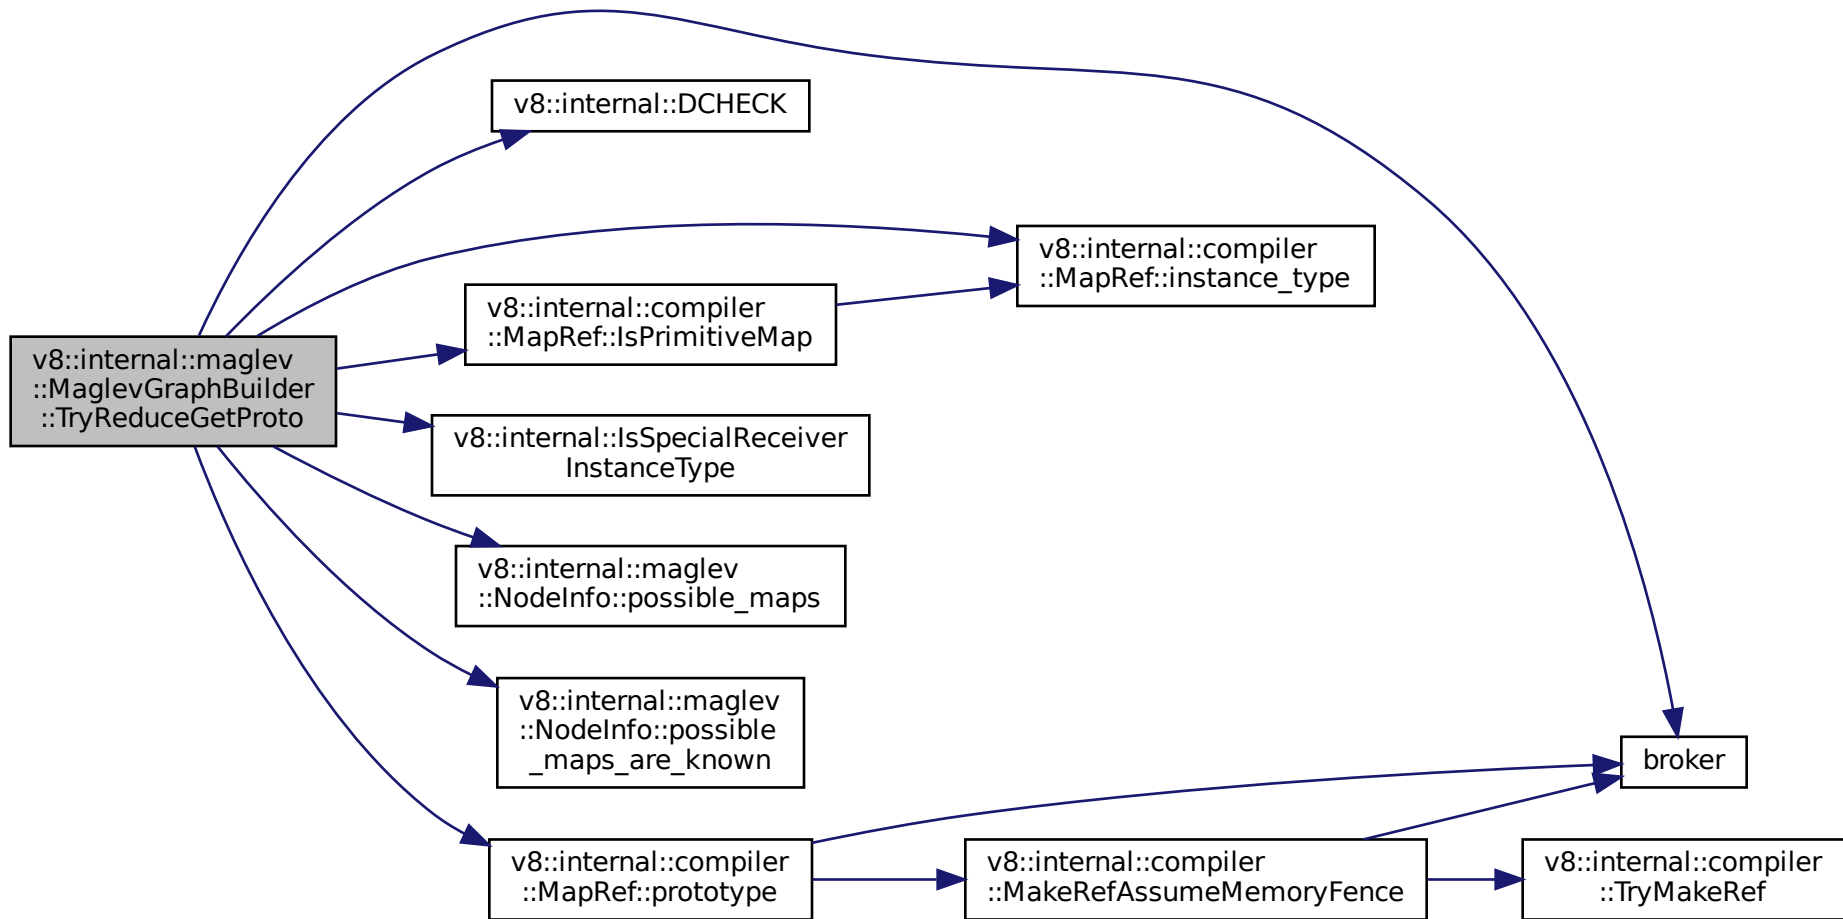 v8::internal::maglev
::MaglevGraphBuilder
::TryReduceGetProto
v8::internal::DCHECK
v8::internal::compiler
::MapRef::instance_type
v8::internal::compiler
::MapRef::IsPrimitiveMap
v8::internal::IsSpecialReceiver
InstanceType
v8::internal::maglev
::NodeInfo::possible_maps
v8::internal::maglev
::NodeInfo::possible
_maps_are_known
broker
v8::internal::compiler
::MapRef::prototype
v8::internal::compiler
::MakeRefAssumeMemoryFence
v8::internal::compiler
::TryMakeRef